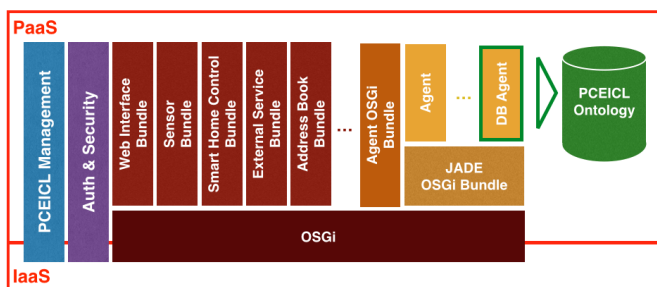 PaaS
PCEICL Management
Auth & Security
Web Interface
Bundle
Sensor
Bundle
Smart Home Control
Bundle
External Service
Bundle
Address Book
Bundle
...
Agent OSGi
Bundle
Agent
...
DB Agent
PCEICL
Ontology
JADE
OSGi Bundle
OSGi
IaaS